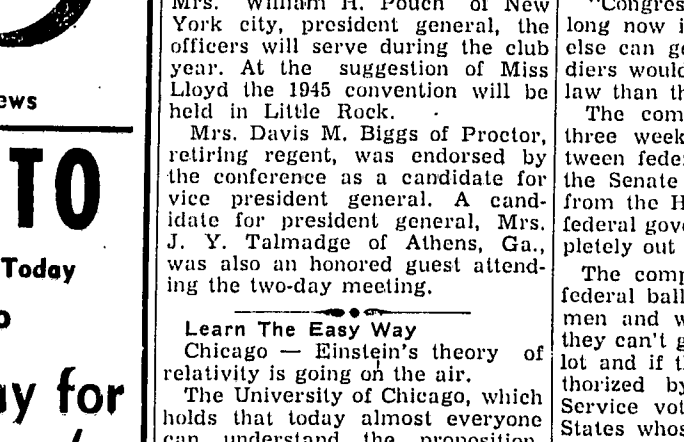 ews
TO
Today
y for
Mrs. William H. Pouch of New
York city, president general, the
officers will serve during the club
year. At the suggestion of Miss
Lloyd the 1945 convention will be
held in Little Rock.
Mrs. Davis M. Biggs of Proctor,
retiring regent, was endorsed by
the conference as a candidate for
vice president general. A cand-
idate for president general, Mrs.
J. Y. Talmadge of Athens, Ga.,
was also an honored guest attend-
ing the two-day meeting.
Learn The Easy Way
Chicago — Einstein's theory of
relativity is going on the air.
The University of Chicago, which
holds that today almost everyone
can understand the proposition,
"Congres
long now i
else can ge
diers would
law than th
The com
three week
tween fede
the Senate
from the H
federal gove
pletely out
The comp
federal ball
men and w
they can't g
lot and if t
thorized by
Service vot
States whos